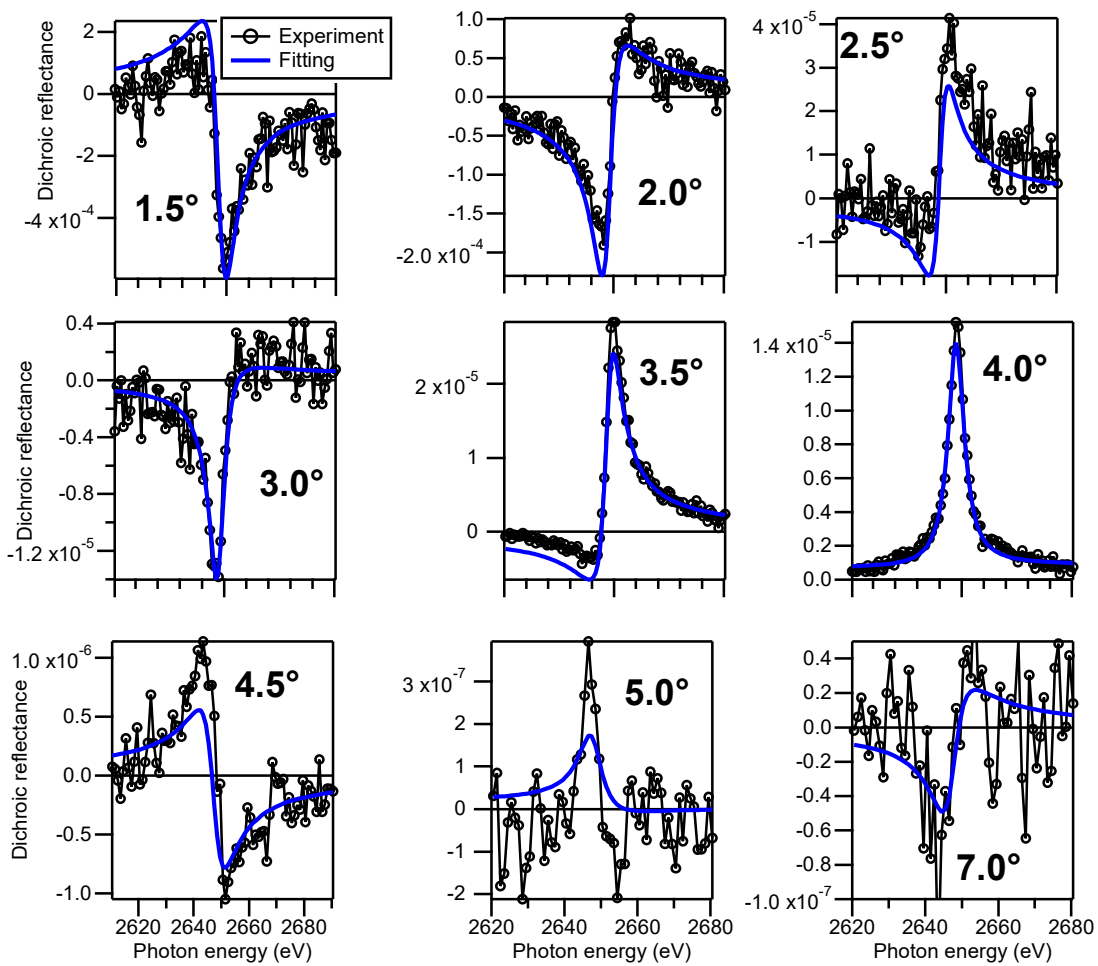 Dichroic reflectance
2
0
-2
-4 x10-4
1.5°
Experiment
Fitting
1.0
0.5
0.0
-0.5
-1.0
-1.5
-2.0 x10-4
2.0°
4 x10-5
3
2
1
0
-1
2.5°
Dichroic reflectance
0.4
0.0
-0.4
-0.8
-1.2 x10-5
3.0°
2 x10-5
1
0
3.5°
1.4 x10-5
1.2
1.0
0.8
0.6
0.4
0.2
0.0
4.0°
Dichroic reflectance
1.0 x10-6
0.5
0.0
-0.5
-1.0
4.5°
2620 2640 2660 2680
Photon energy (eV)
3 x10-7
2
1
0
-1
-2
5.0°
2620 2640 2660 2680
Photon energy (eV)
0.4
0.2
0.0
-0.2
-0.4
-0.6
-0.8
-1.0 x10-7
7.0°
2620 2640 2660 2680
Photon energy (eV)